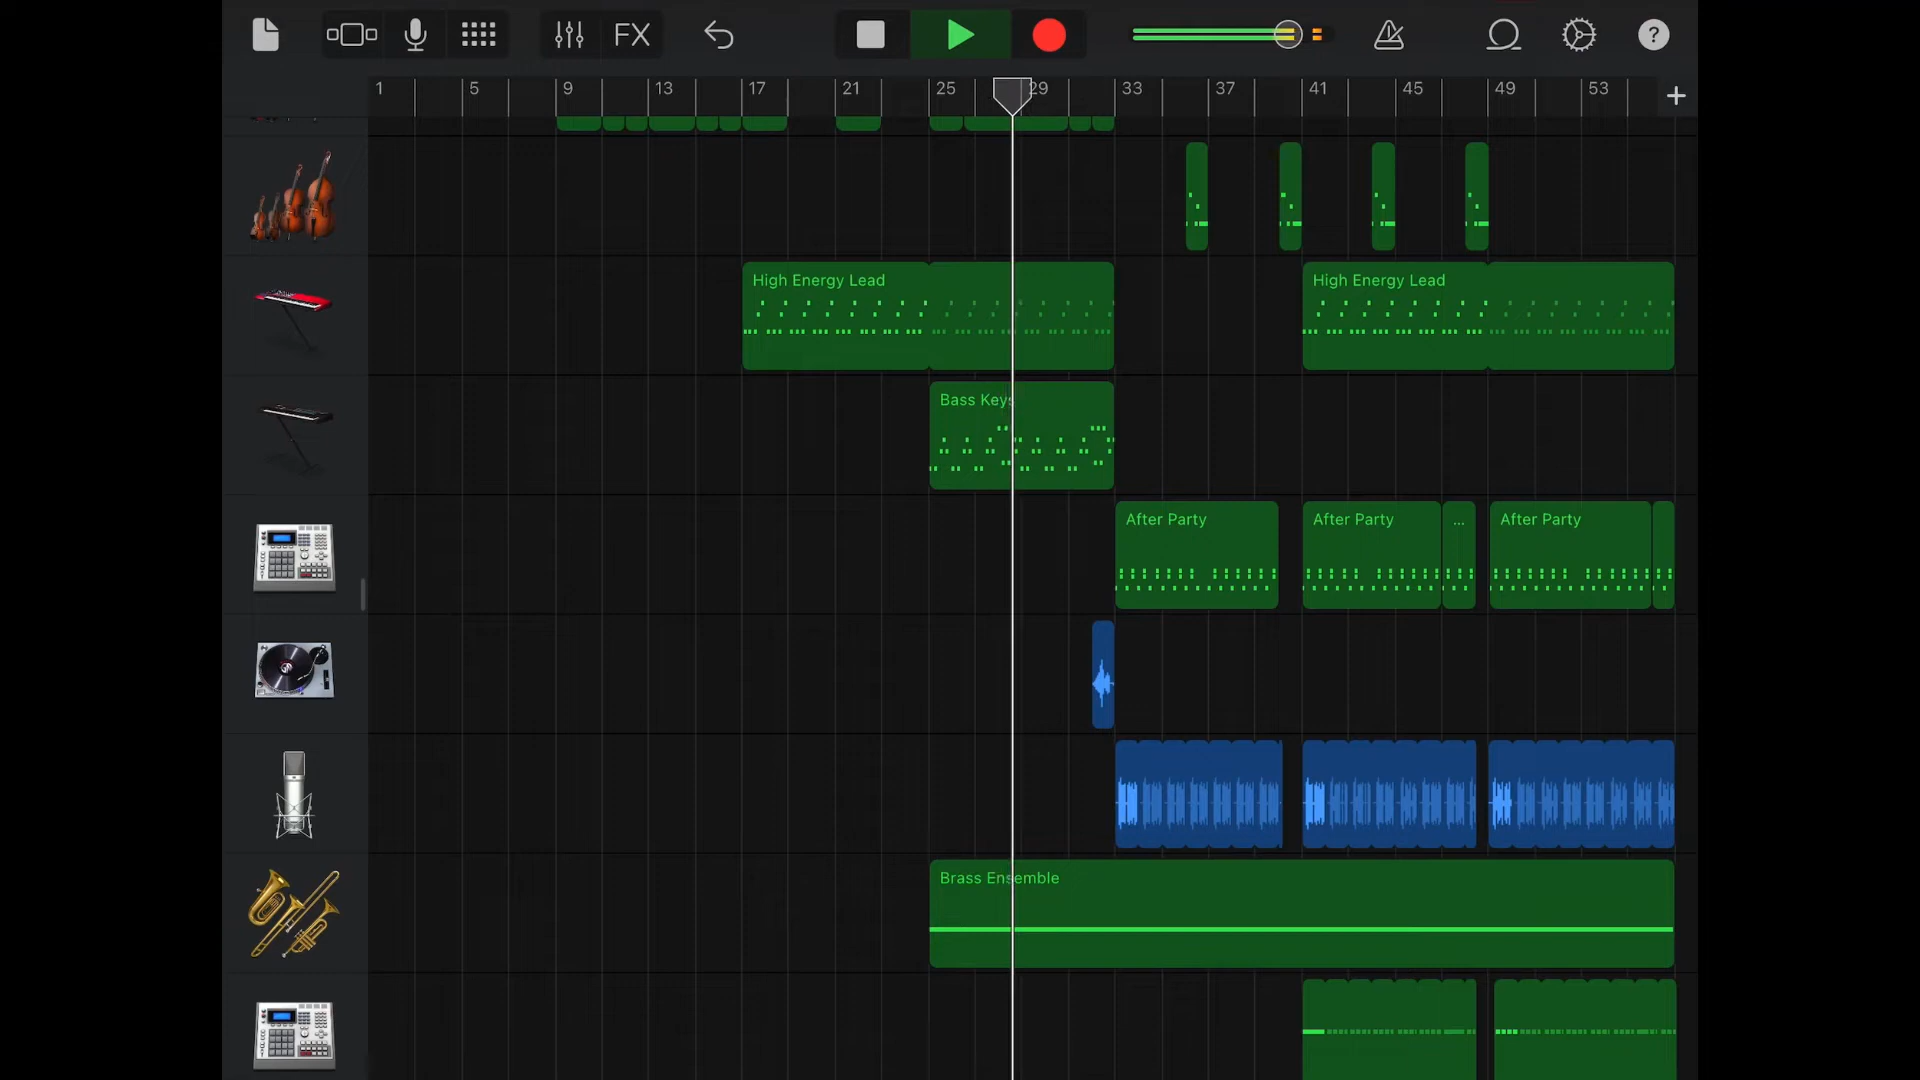 FX
?
1 5 9 13 17 21 25 29 33 37 41 45 49 53 +
High Energy Lead High Energy Lead
Bass Keys
After Party After Party ... After Party
Brass Ensemble